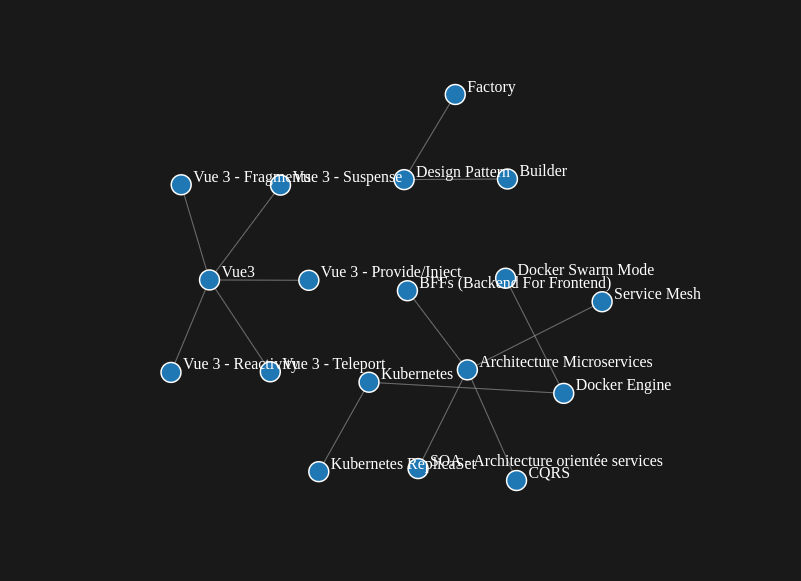 Factory
Design Pattern
Builder
Vue 3 - Fragments
Vue 3 - Suspense
Vue3
Vue 3 - Provide/Inject
Docker Swarm Mode
BFFs (Backend For Frontend)
Service Mesh
Vue 3 - Reactivity
Vue 3 - Teleport
Architecture Microservices
Kubernetes
Docker Engine
Kubernetes ReplicaSet
SOA - Architecture orientée services
CQRS